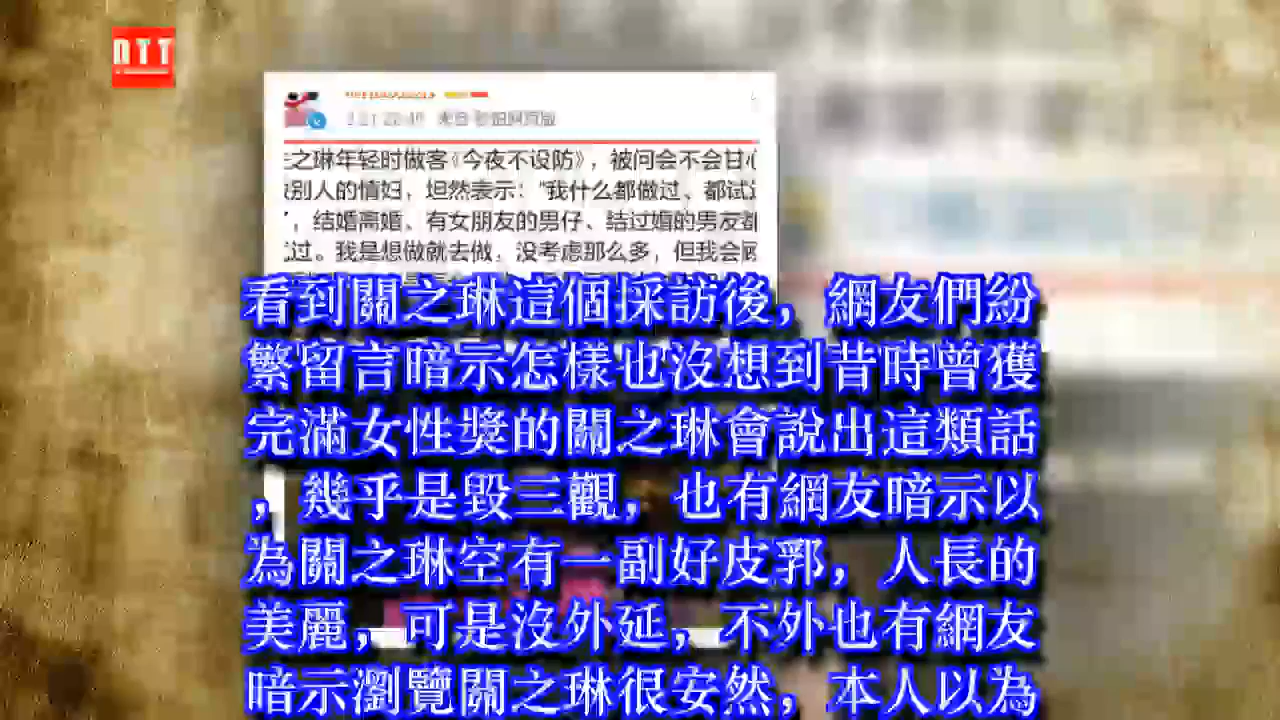 NTT
之琳年轻时做客《今夜不设防》，被问会不会甘心
别人的情妇，坦然表示：“我什么都做过、都试过
”，结婚离婚、有女朋友的男仔、结过婚的男友都
过。我是想做就去做，没考虑那么多，但我会顾
看到關之琳這個採訪後，網友們紛
繁留言暗示怎樣也沒想到昔時曾獲
完滿女性獎的關之琳會說出這類話
，幾乎是毀三觀，也有網友暗示以
為關之琳空有一副好皮郛，人長的
美麗，可是沒外延，不外也有網友
暗示瀏覽關之琳很安然，本人以為